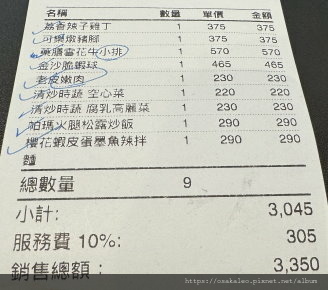 名稱 數量 單價 金額
荔香辣子雞丁 1 375 375
可樂燉豬腳 1 375 375
藥膳雪花牛小排 1 570 570
金沙脆蝦球 1 465 465
老皮嫩肉 1 230 230
清炒時蔬 空心菜 1 220 220
清炒時蔬 腐乳高麗菜 1 230 230
帕瑪火腿松露炒飯 1 290 290
櫻花蝦皮蛋墨魚辣拌 1 290 290
麵
總數量 9
小計: 3,045
服務費 10%: 305
銷售總額: 3,350
https://osakaleo.pixnet.net/album